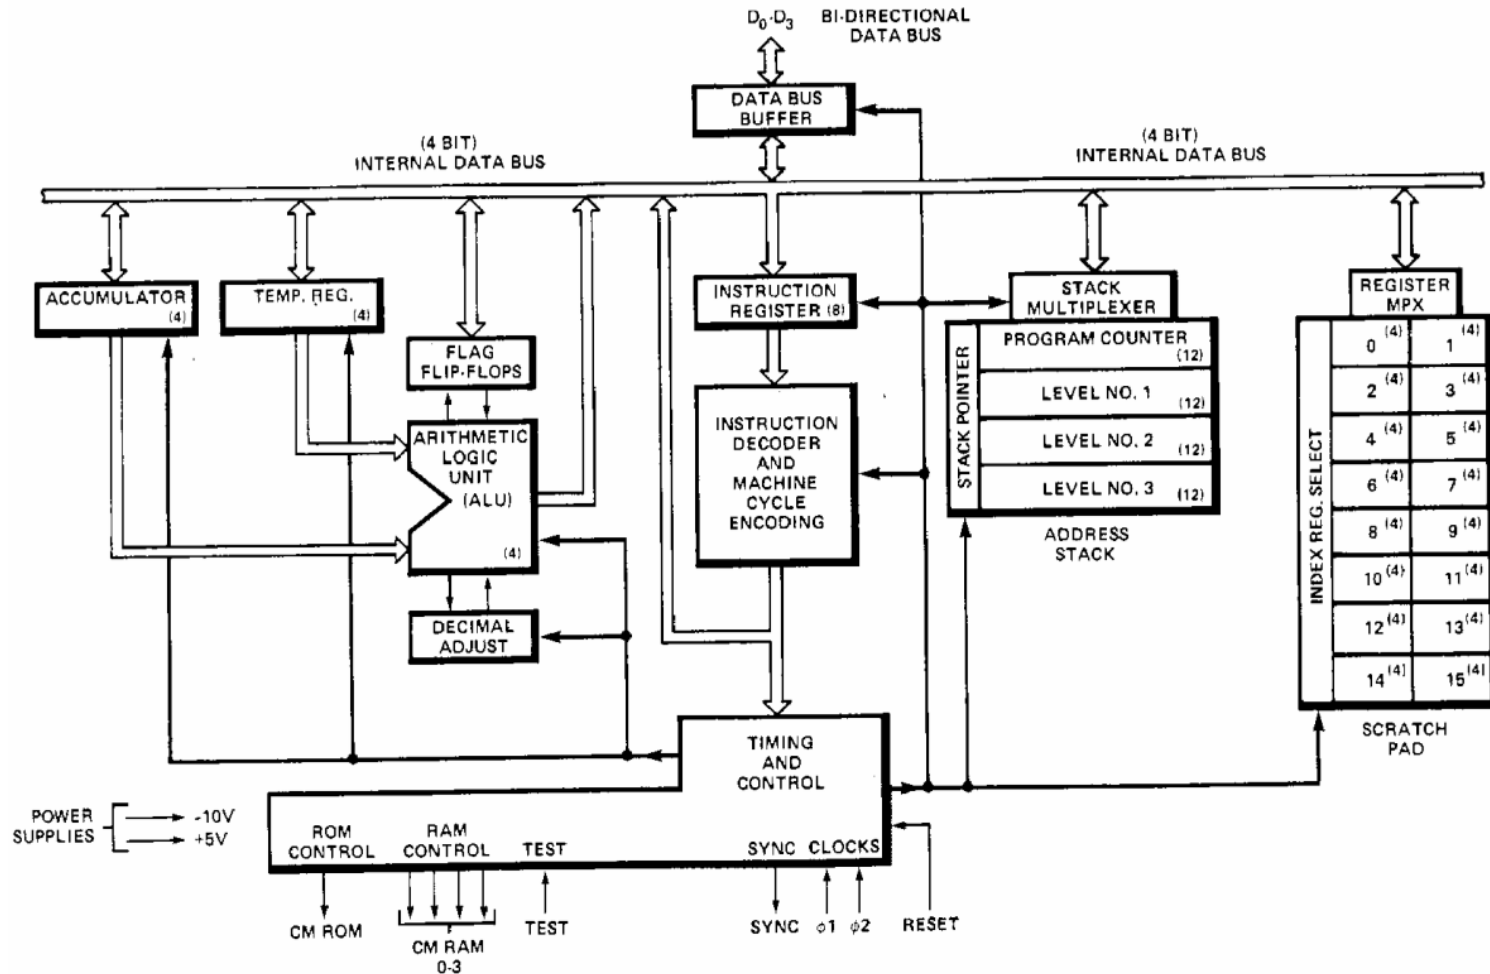 D0-D3 BI-DIRECTIONAL
DATA BUS
DATA BUS
BUFFER
(4 BIT)
INTERNAL DATA BUS
(4 BIT)
INTERNAL DATA BUS
ACCUMULATOR
(4)
TEMP. REG.
(4)
FLAG
FLIP-FLOPS
ARITHMETIC
LOGIC
UNIT
(ALU)
(4)
DECIMAL
ADJUST
INSTRUCTION
REGISTER (8)
INSTRUCTION
DECODER
AND
MACHINE
CYCLE
ENCODING
STACK
MULTIPLEXER
STACK POINTER
PROGRAM COUNTER
(12)
LEVEL NO. 1
(12)
LEVEL NO. 2
(12)
LEVEL NO. 3
(12)
ADDRESS
STACK
REGISTER
MPX
INDEX REG. SELECT
0 (4) 1 (4)
2 (4) 3 (4)
4 (4) 5 (4)
6 (4) 7 (4)
8 (4) 9 (4)
10 (4) 11 (4)
12 (4) 13 (4)
14 (4) 15 (4)
SCRATCH
PAD
TIMING
AND
CONTROL
POWER
SUPPLIES
-10V
+5V
ROM
CONTROL
RAM
CONTROL
TEST
SYNC
CLOCKS
CM ROM
CM RAM
0-3
TEST
SYNC
ϕ1
ϕ2
RESET